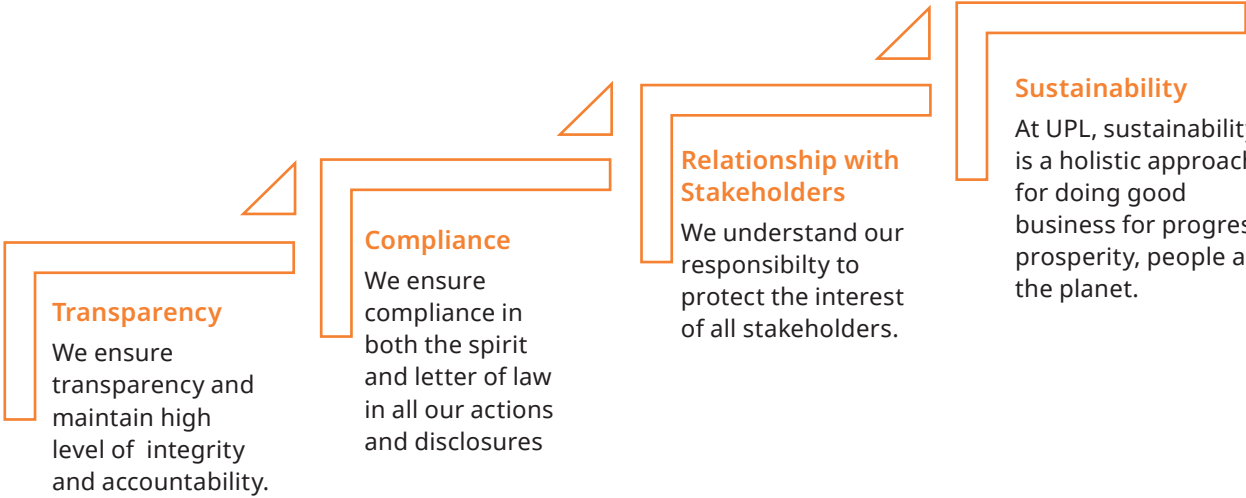 Transparency
We ensure
transparency and
maintain high
level of  integrity
and accountability.
Compliance
We ensure
compliance in
both the spirit
and letter of law
in all our actions
and disclosures
Relationship with
Stakeholders
We understand our
responsibilty to
protect the interest
of all stakeholders.
Sustainability
At UPL,
is a holistic
for doing good
business for
prosperity, people
the planet.